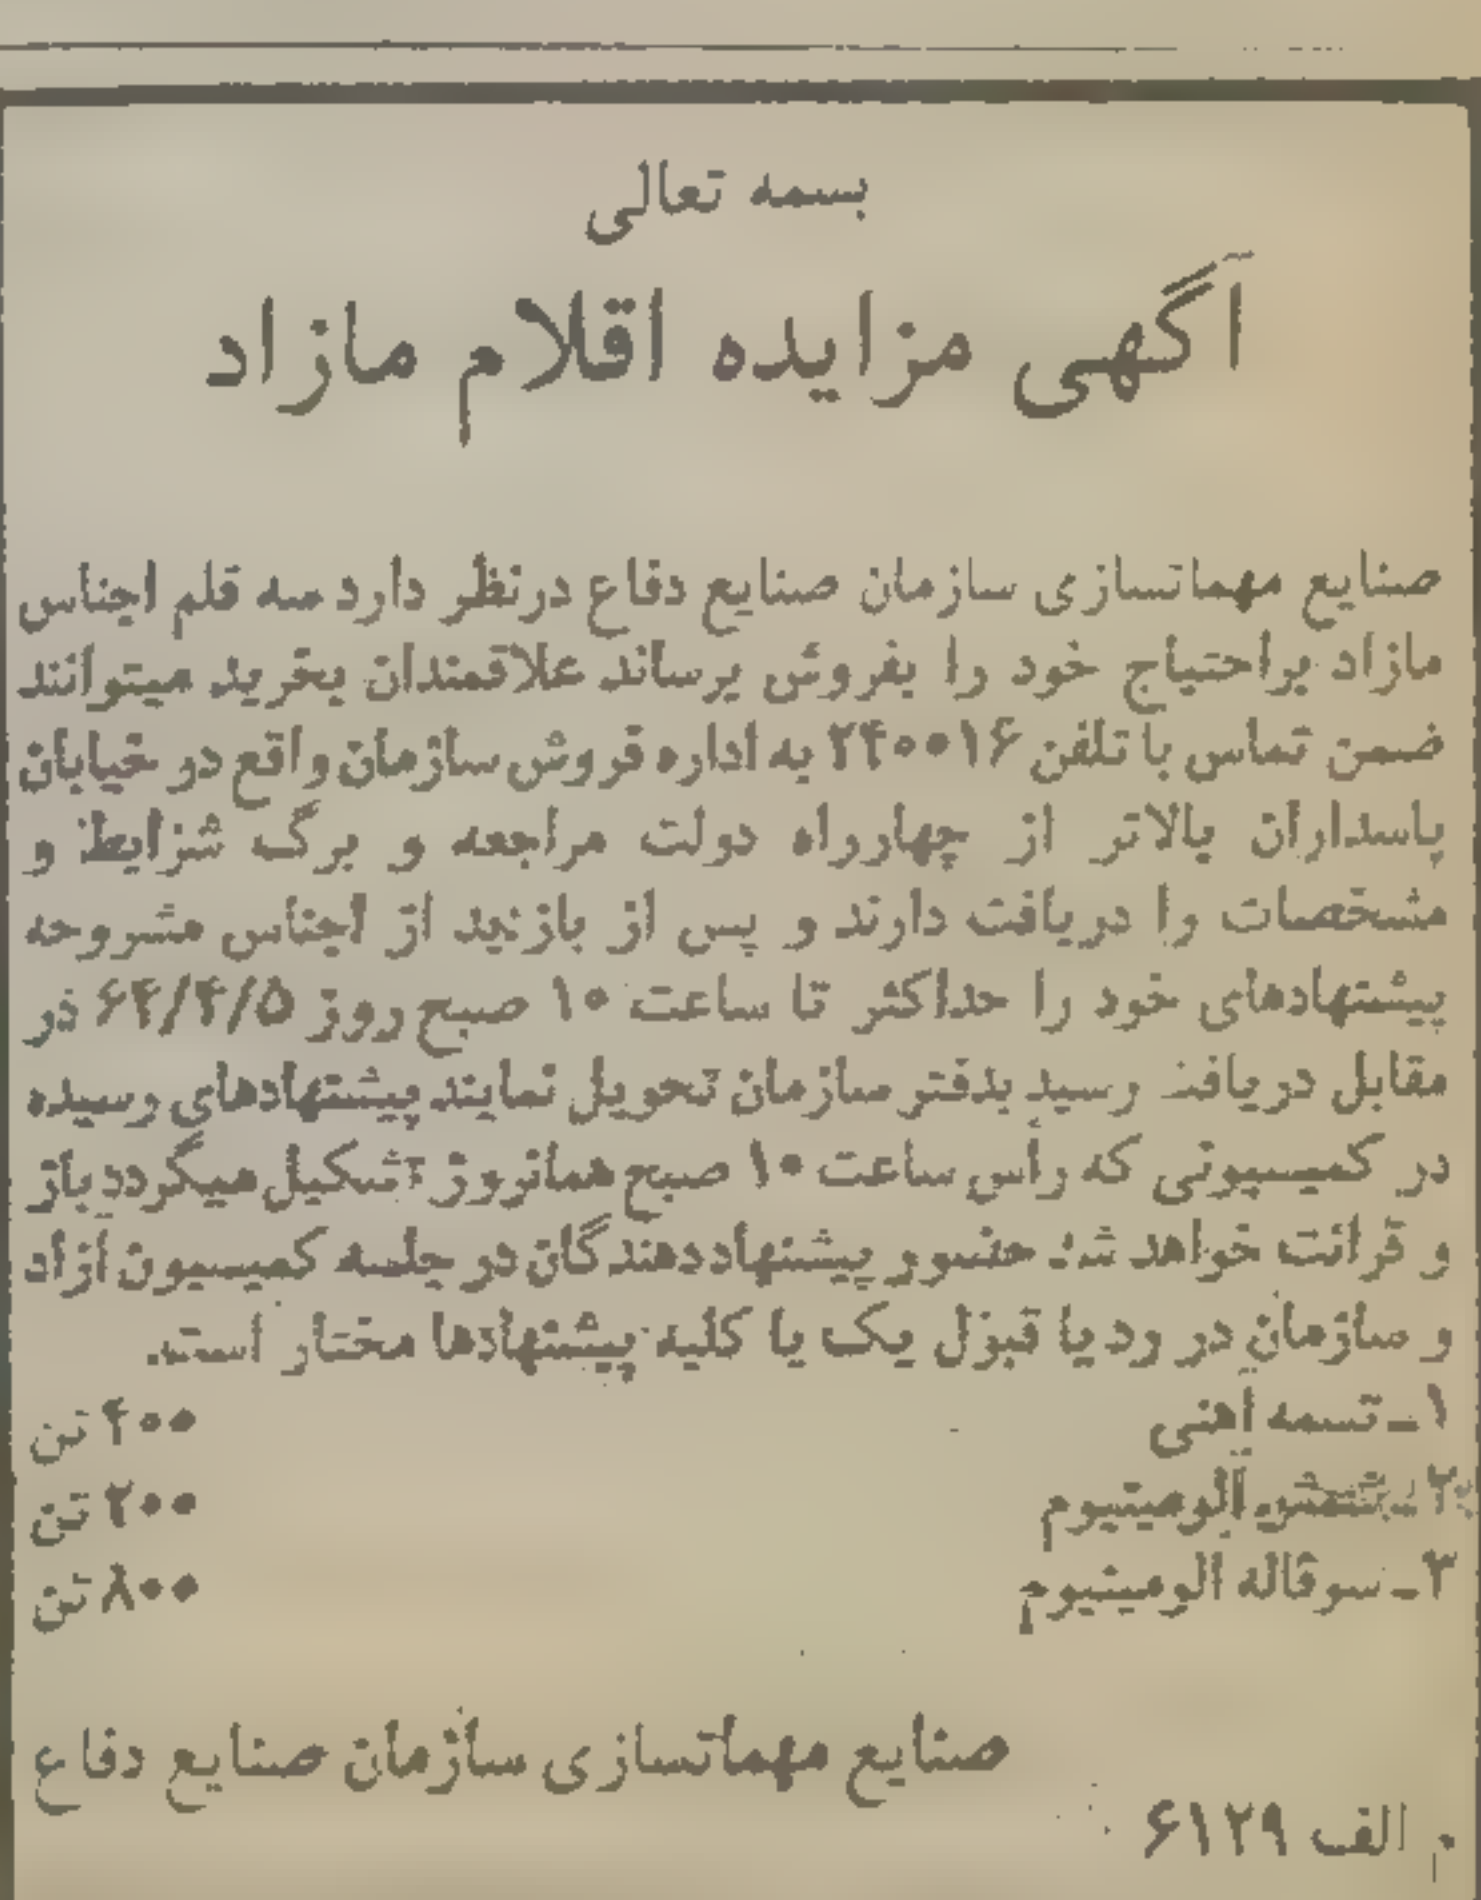 بسمه تعالی
آگهی مزایده اقلام مازاد
صنایع مهماتسازی سازمان صنایع دفاع درنظر دارد سه قلم اجناس
مازاد براحتیاج خود را بفروش برساند علاقمندان بخرید میتوانند
ضمن تماس با تلفن ۲۴۰۰۱۶ به اداره فروش سازمان واقع در خیابان
پاسداران بالاتر از چهارراه دولت مراجعه و برگ شرایط و
مشخصات را دریافت دارند و پس از بازدید از اجناس مشروحه
پیشنهادهای خود را حداکثر تا ساعت ۱۰ صبح روز ۶۴/۴/۵ در
مقابل دریافت رسید بدفتر سازمان تحویل نمایند پیشنهادهای رسیده
در کمیسیونی که رأس ساعت ۱۰ صبح همانروز تشکیل میگردد باز
و قرائت خواهد شد حضور پیشنهاددهندگان در جلسه کمیسیون آزاد
و سازمان در رد یا قبول یک یا کلیه پیشنهادها مختار است.
۱ـ تسمه آهنی ۴۰۰ تن
۲ـ آلومینیوم ۲۰۰ تن
۳ـ سوفاله الومینیوم ۸۰۰ تن
صنایع مهماتسازی سازمان صنایع دفاع
م الف ۶۱۲۹